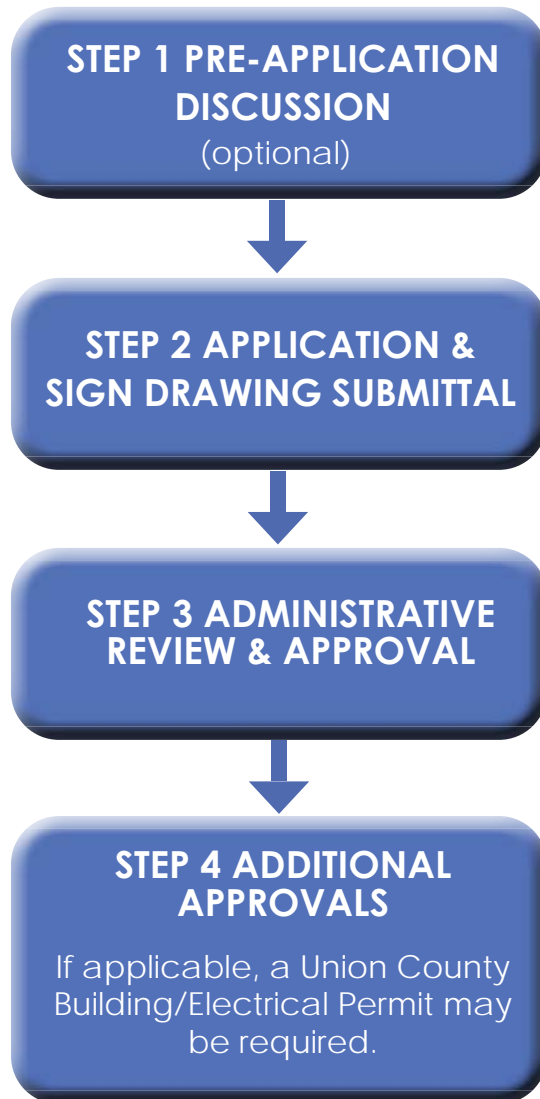 STEP 1 PRE-APPLICATION
DISCUSSION
(optional)
STEP 2 APPLICATION &
SIGN DRAWING SUBMITTAL
STEP 3 ADMINISTRATIVE
REVIEW & APPROVAL
STEP 4 ADDITIONAL
APPROVALS
If applicable, a Union County
Building/Electrical Permit may
be required.